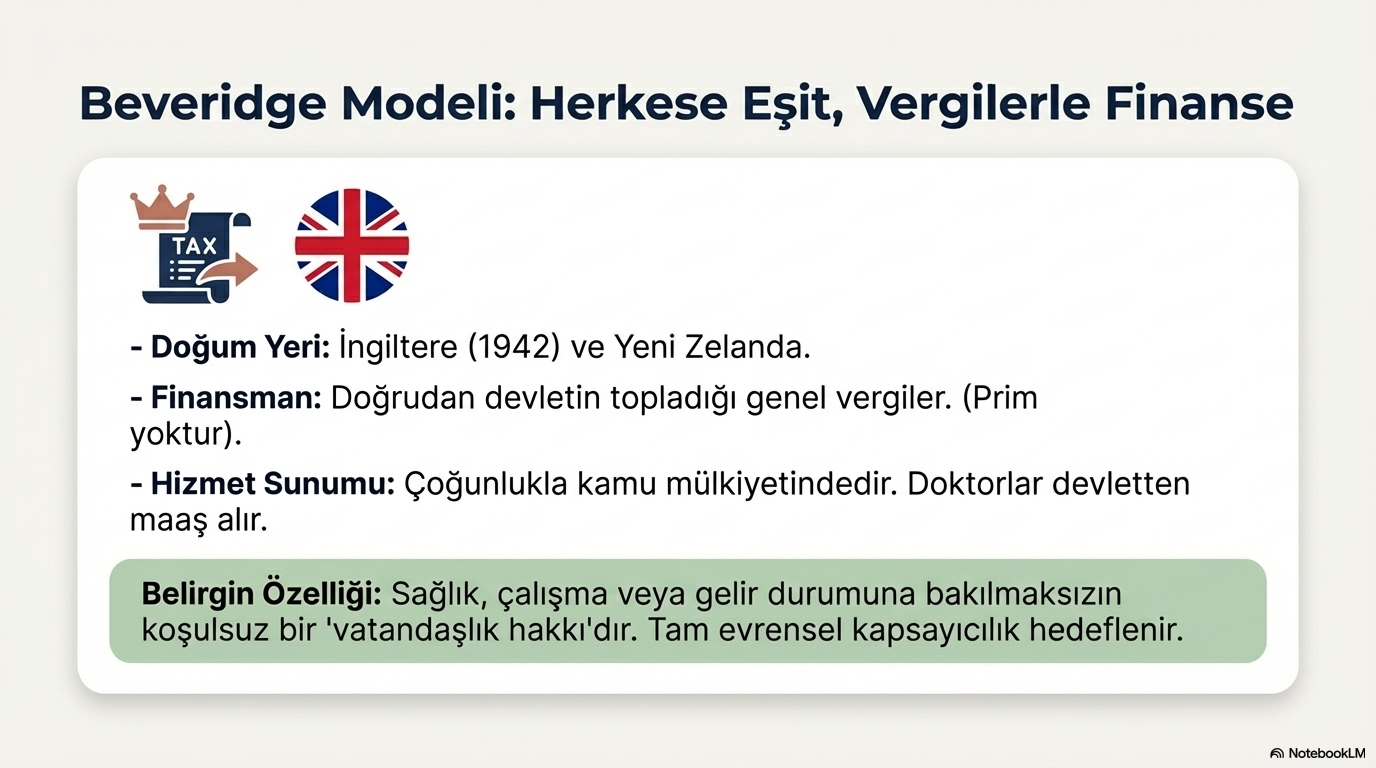 Beveridge Modeli: Herkese Eşit, Vergilerle Finanse
TAX
- Doğum Yeri: İngiltere (1942) ve Yeni Zelanda.
- Finansman: Doğrudan devletin topladığı genel vergiler. (Prim
yoktur).
- Hizmet Sunumu: Çoğunlukla kamu mülkiyetindedir. Doktorlar devletten
maaş alır.
Belirgin Özelliği: Sağlık, çalışma veya gelir durumuna bakılmaksızın
koşulsuz bir 'vatandaşlık hakkı'dır. Tam evrensel kapsayıcılık hedeflenir.
NotebookLM